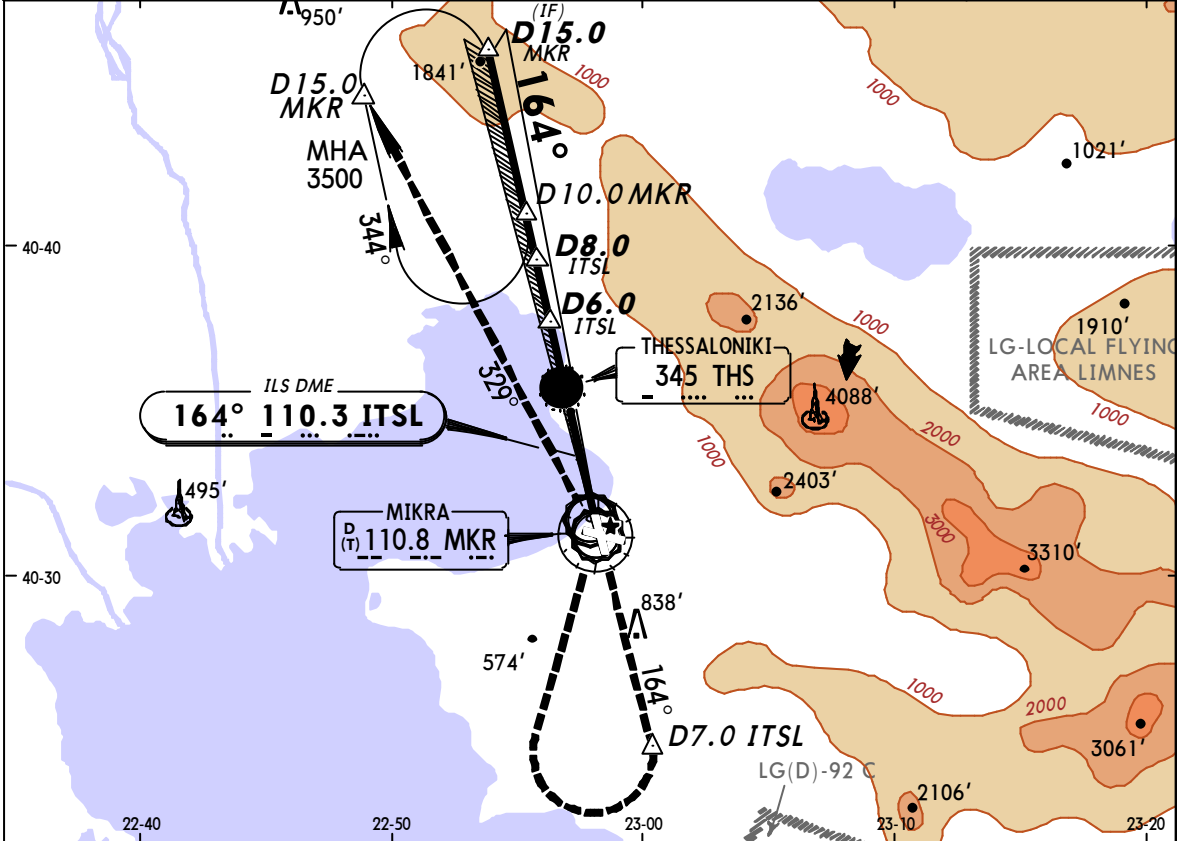 950'
(IF)
D15.0
MKR
1841'
1000
D15.0
MKR
164°
1000
MHA
3500
1021'
D10.0 MKR
344°
40-40
D8.0
ITSL
D6.0
ITSL
2136'
1000
1910'
THESSALONIKI
345 THS
LG-LOCAL FLYING
AREA LIMNES
329°
ILS DME
164° 110.3 ITSL
4088'
1000
2000
1000
2403'
495'
MIKRA
D
(T) 110.8 MKR
3000
3310'
40-30
838'
574'
164°
1000
2000
D7.0 ITSL
3061'
LG(D)-92 C
2106'
22-40
22-50
23-00
23-10
23-20